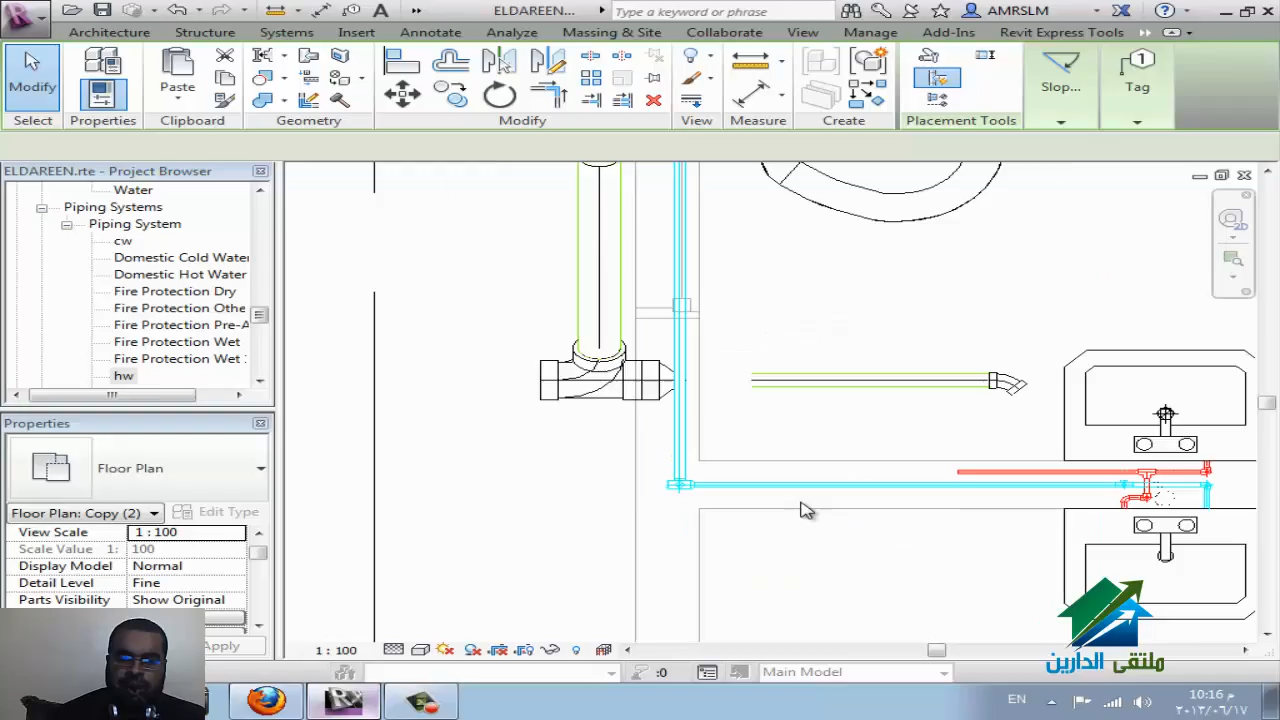 ELDAREEN...
Type a keyword or phrase
AMRSLM
Architecture Structure Systems Insert Annotate Analyze Massing & Site Collaborate View Manage Add-Ins Revit Express Tools
Modify Paste Slop... Tag
Select Properties Clipboard Geometry Modify View Measure Create Placement Tools
ELDAREEN.rte - Project Browser
Water
Piping Systems
Piping System
cw
Domestic Cold Wate
Domestic Hot Water
Fire Protection Dry
Fire Protection Othe
Fire Protection Pre-A
Fire Protection Wet
Fire Protection Wet
hw
Properties
Floor Plan
Floor Plan: Copy (2) Edit Type
View Scale 1 : 100
Scale Value 1: 100
Display Model Normal
Detail Level Fine
Parts Visibility Show Original
Apply
1 : 100
:0 Main Model
ملتقى الدارين
EN
10:16 م
٢٠١٣/٠٦/١٧